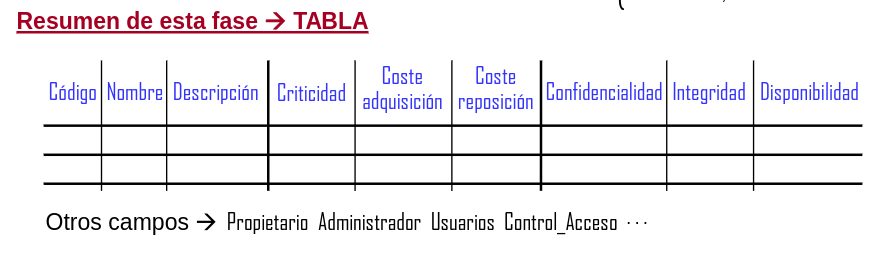 Resumen de esta fase → TABLA
Código Nombre Descripción Criticidad Coste adquisición Coste reposición Confidencialidad Integridad Disponibilidad
Otros campos → Propietario Administrador Usuarios Control_Acceso ...